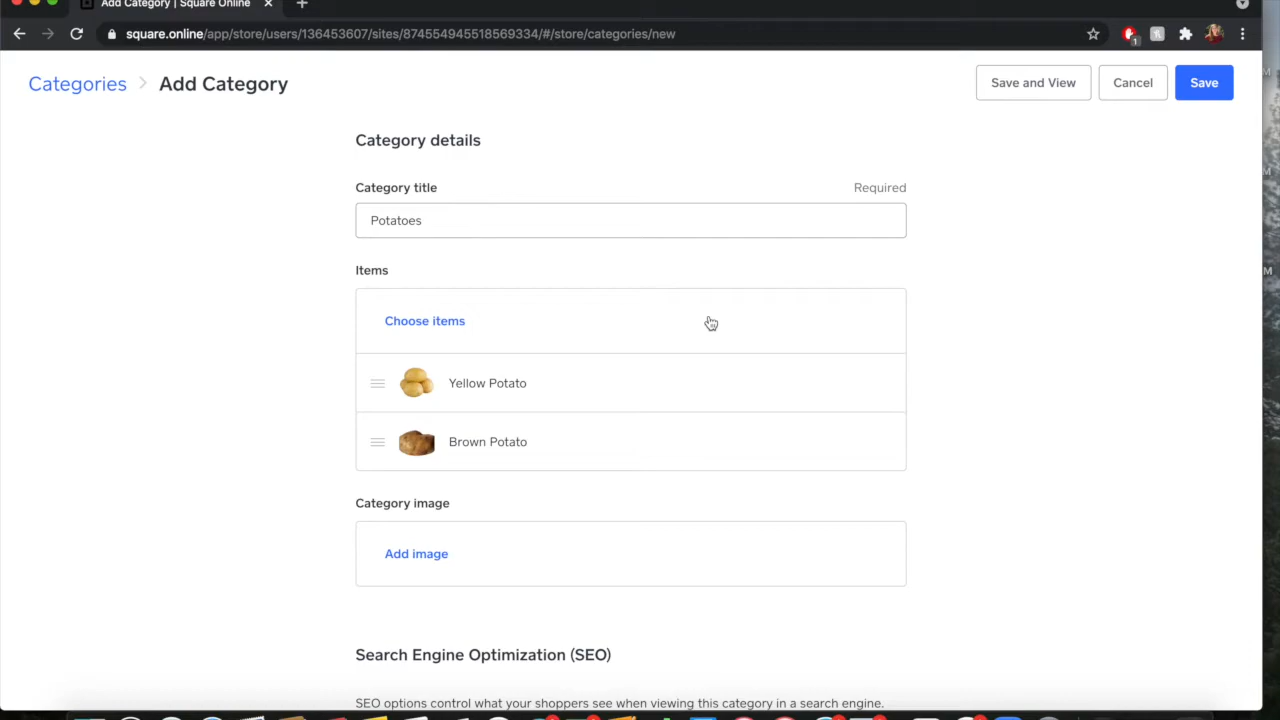 Add Category | Square Online
square.online/app/store/users/136453607/sites/874554945518569334/#/store/categories/new
1
Categories Add Category
Save and View
Cancel
Save
Category details
Category title
Required
Potatoes
Items
Choose items
Yellow Potato
Brown Potato
Category image
Add image
Search Engine Optimization (SEO)
SEO options control what your shoppers see when viewing this category in a search engine.
M
M
M